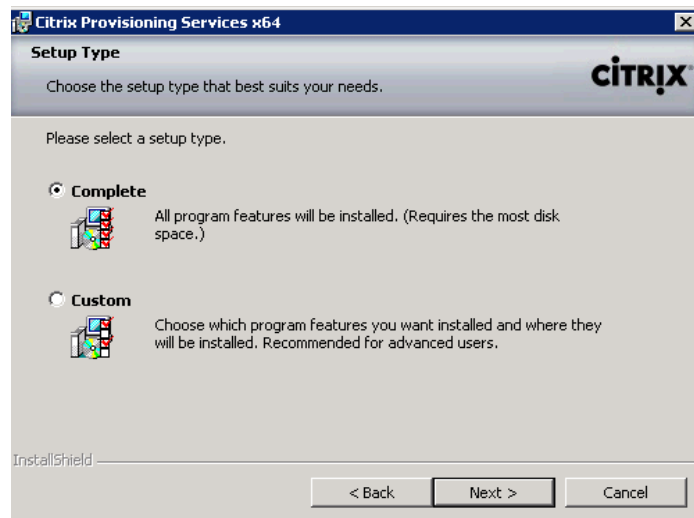 Citrix Provisioning Services x64
Setup Type
Choose the setup type that best suits your needs.
CİTRỊX
Please select a setup type.
Complete
All program features will be installed. (Requires the most disk
space.)
Custom
Choose which program features you want installed and where they
will be installed. Recommended for advanced users.
InstallShield
< Back
Next >
Cancel